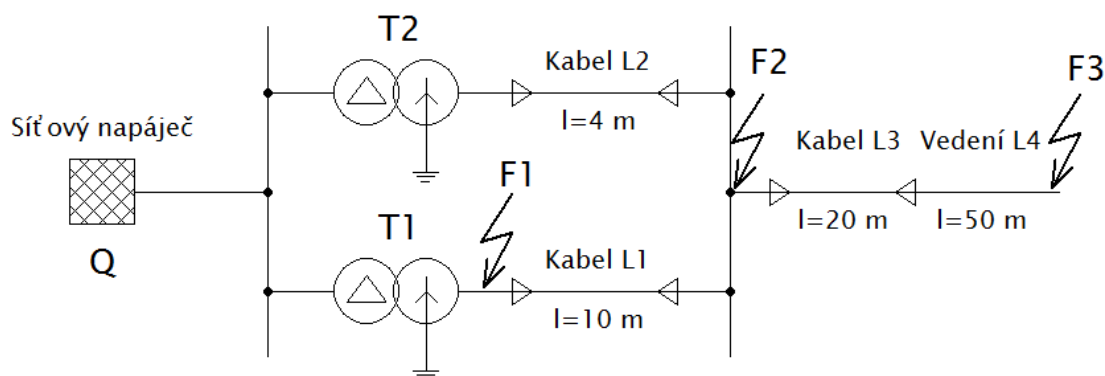 T2
Kabel L2
l=4 m
F2
F3
Síťový napáječ
Q
Kabel L3
Vedení L4
l=20 m
l=50 m
F1
T1
Kabel L1
l=10 m